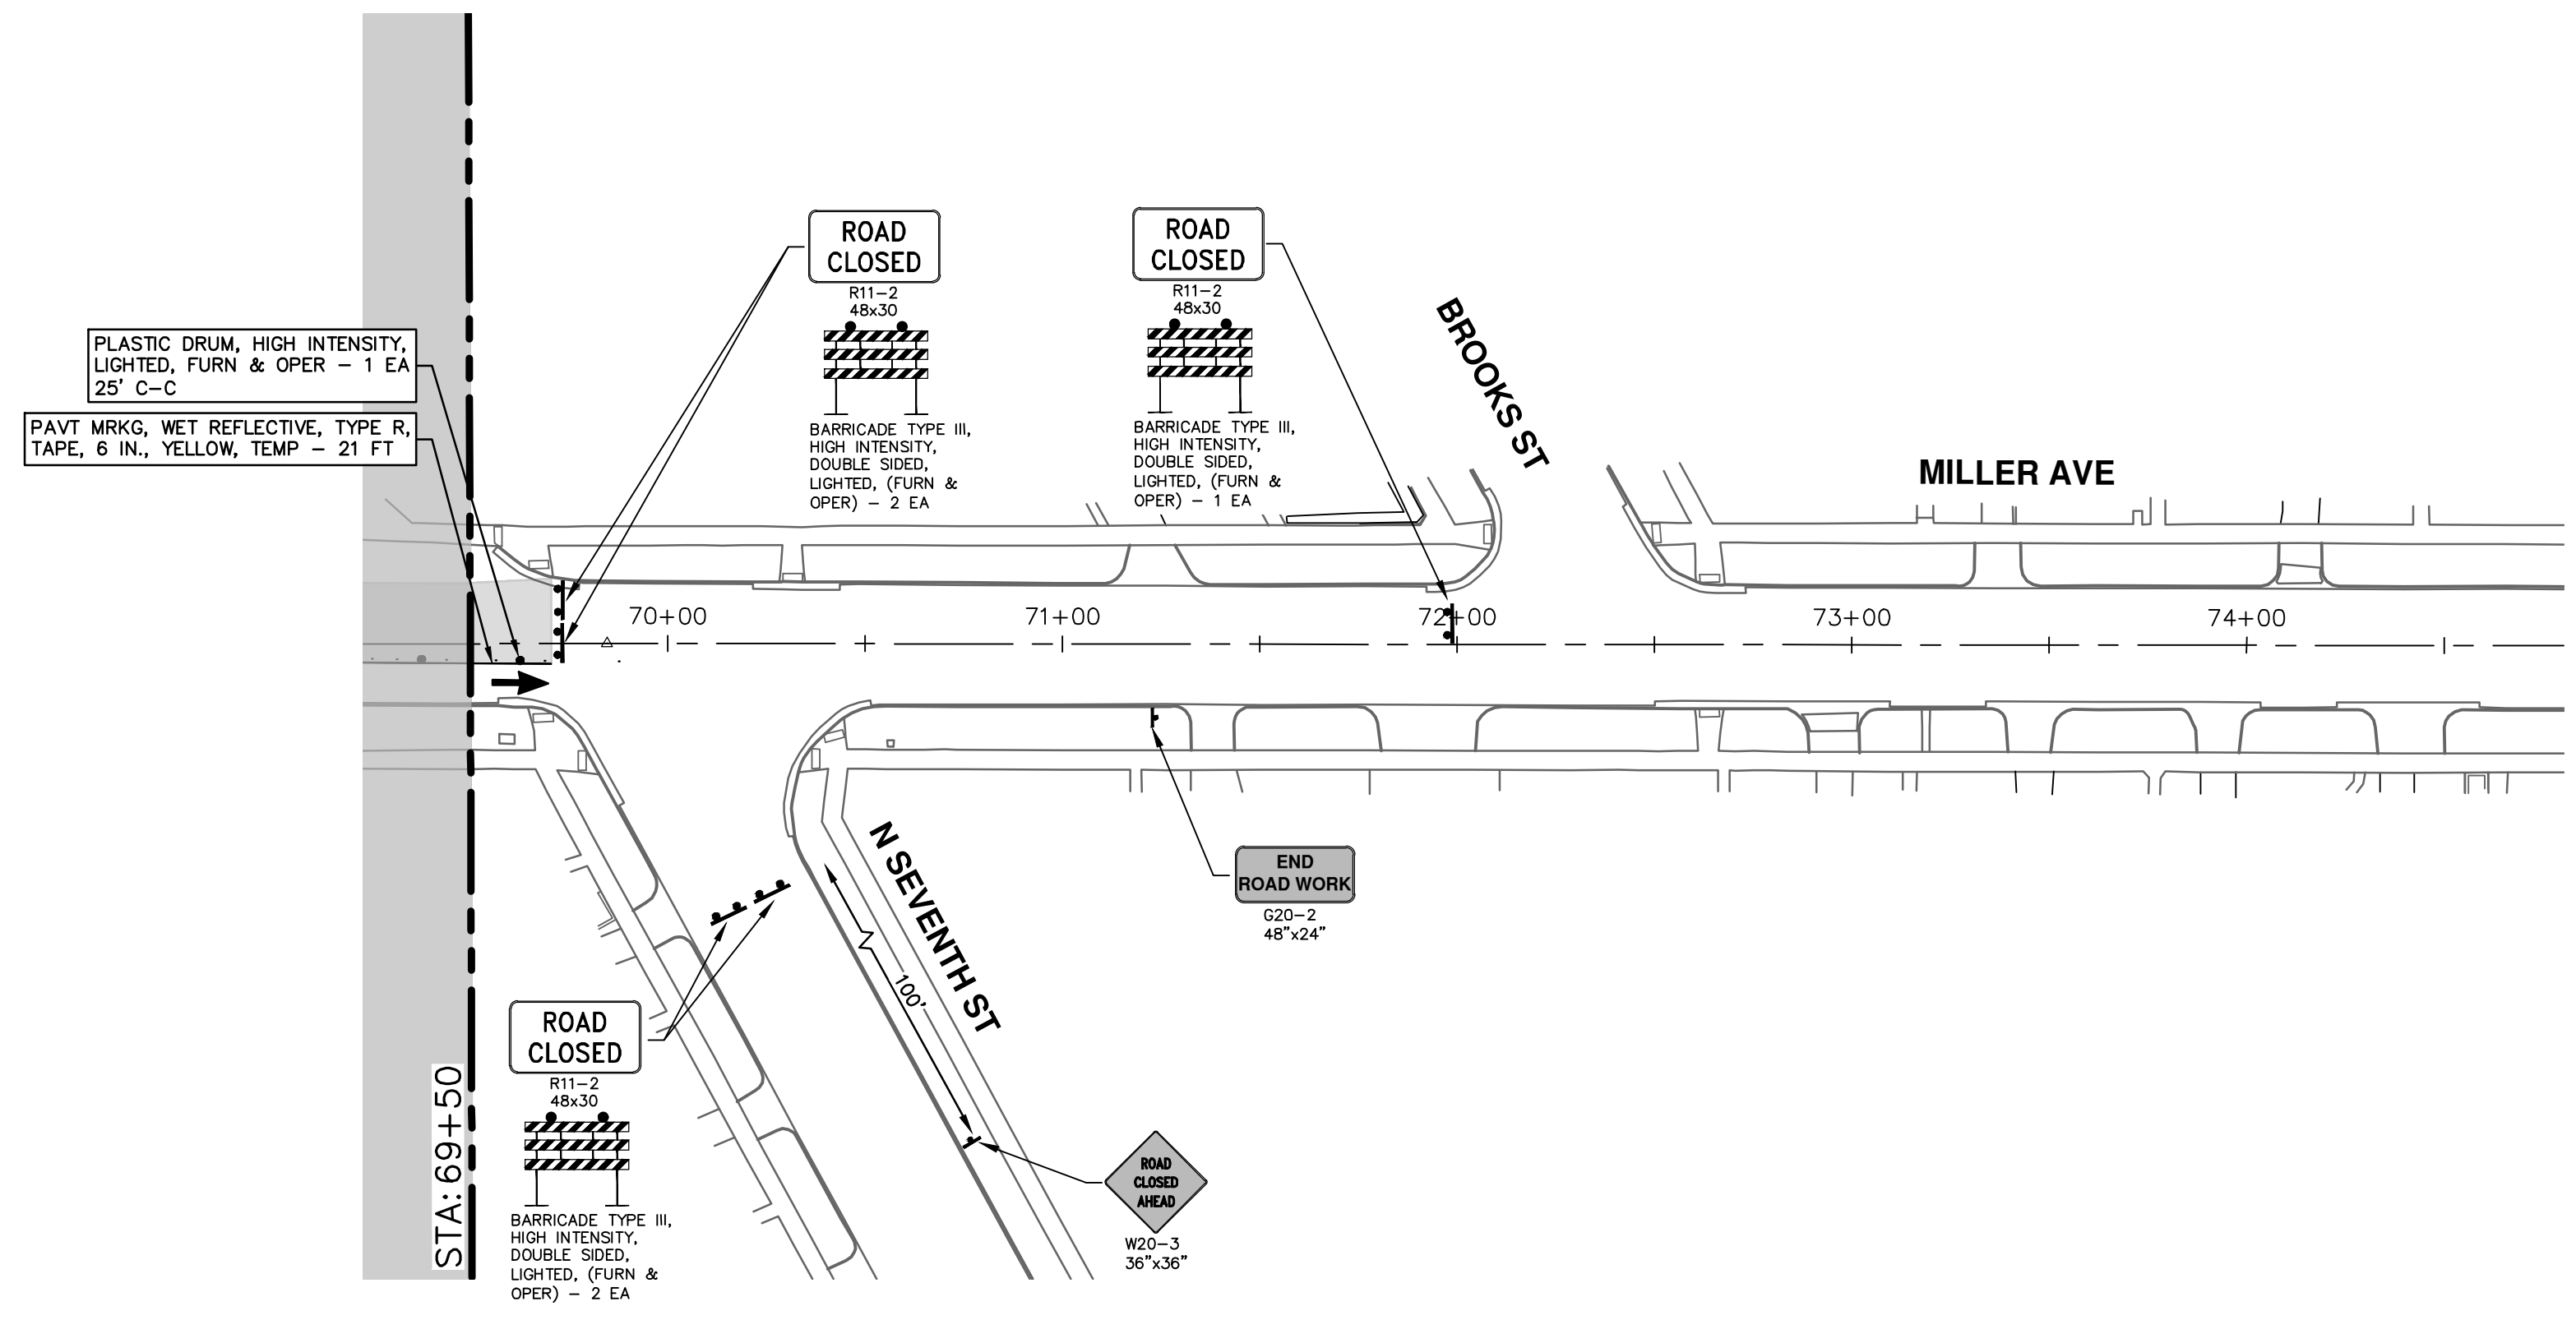 ROAD
CLOSED
R11-2
48x30
BARRICADE TYPE III,
HIGH INTENSITY,
DOUBLE SIDED,
LIGHTED, (FURN &
OPER) - 2 EA
ROAD
CLOSED
R11-2
48x30
BARRICADE TYPE III,
HIGH INTENSITY,
DOUBLE SIDED,
LIGHTED, (FURN &
OPER) - 1 EA
BROOKS ST
MILLER AVE
PLASTIC DRUM, HIGH INTENSITY,
LIGHTED, FURN & OPER - 1 EA
25' C-C
PAVT MRKG, WET REFLECTIVE, TYPE R,
TAPE, 6 IN., YELLOW, TEMP - 21 FT
70+00
71+00
72+00
73+00
74+00
N SEVENTH ST
100'
END
ROAD WORK
G20-2
48"x24"
ROAD
CLOSED
R11-2
48x30
BARRICADE TYPE III,
HIGH INTENSITY,
DOUBLE SIDED,
LIGHTED, (FURN &
OPER) - 2 EA
STA:69+50
ROAD
CLOSED
AHEAD
W20-3
36"x36"